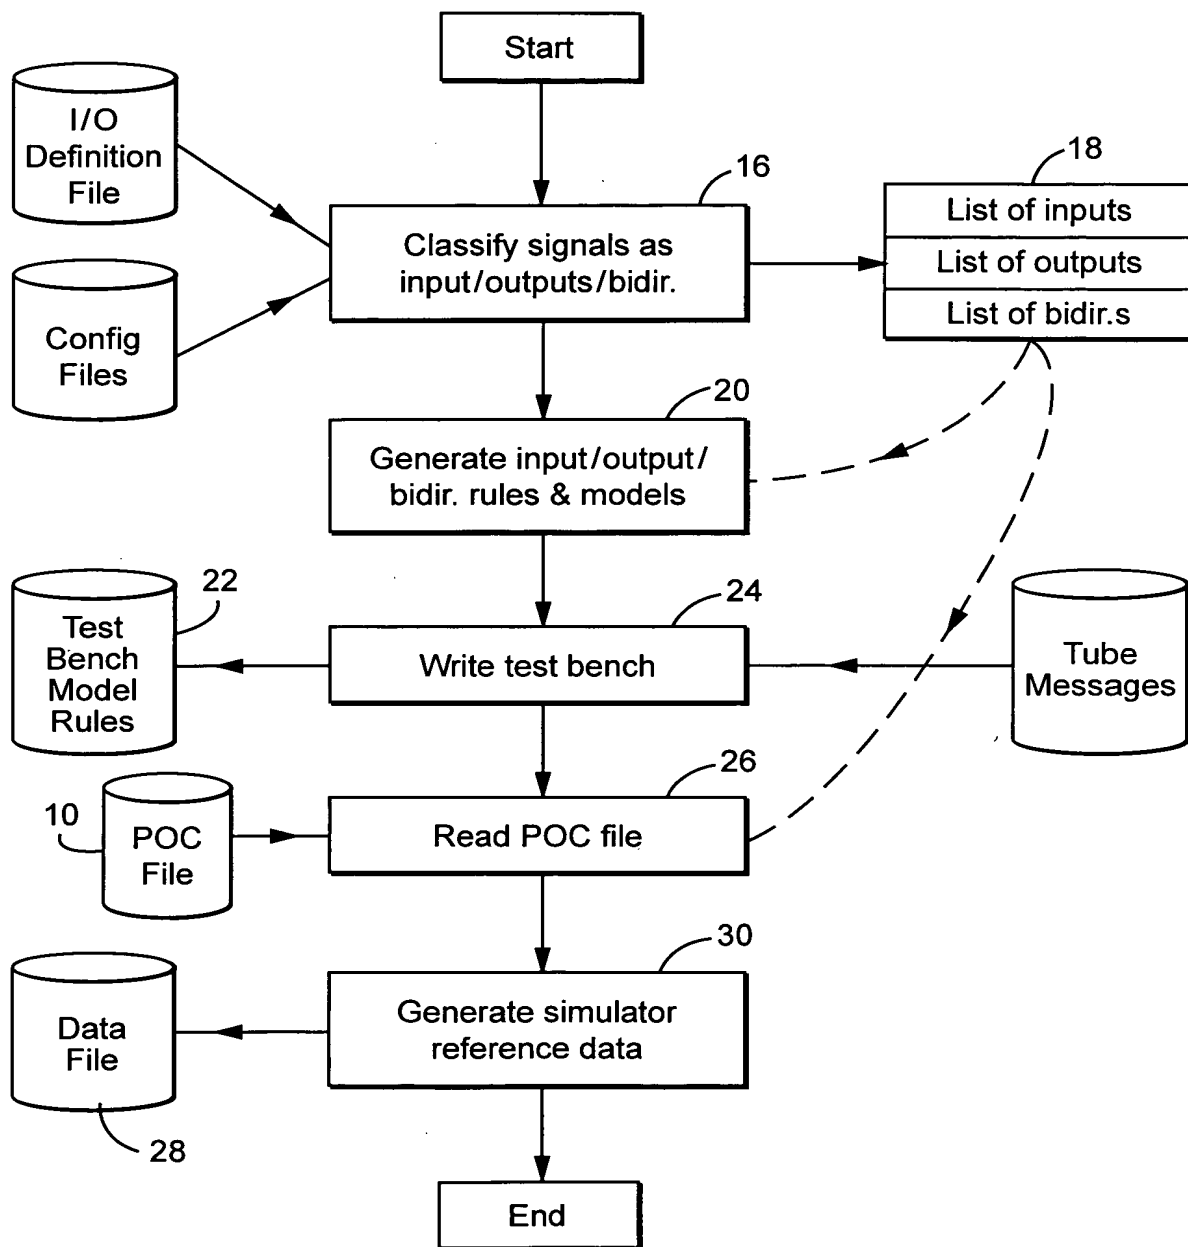 Start
I/O
Definition
File
16
18
Classify signals as
input/outputs/bidir.
List of inputs
List of outputs
List of bidir.s
Config
Files
20
Generate input/output/
bidir. rules & models
22
Test
Bench
Model
Rules
24
Write test bench
Tube
Messages
10
POC
File
26
Read POC file
30
Generate simulator
reference data
Data
File
28
End